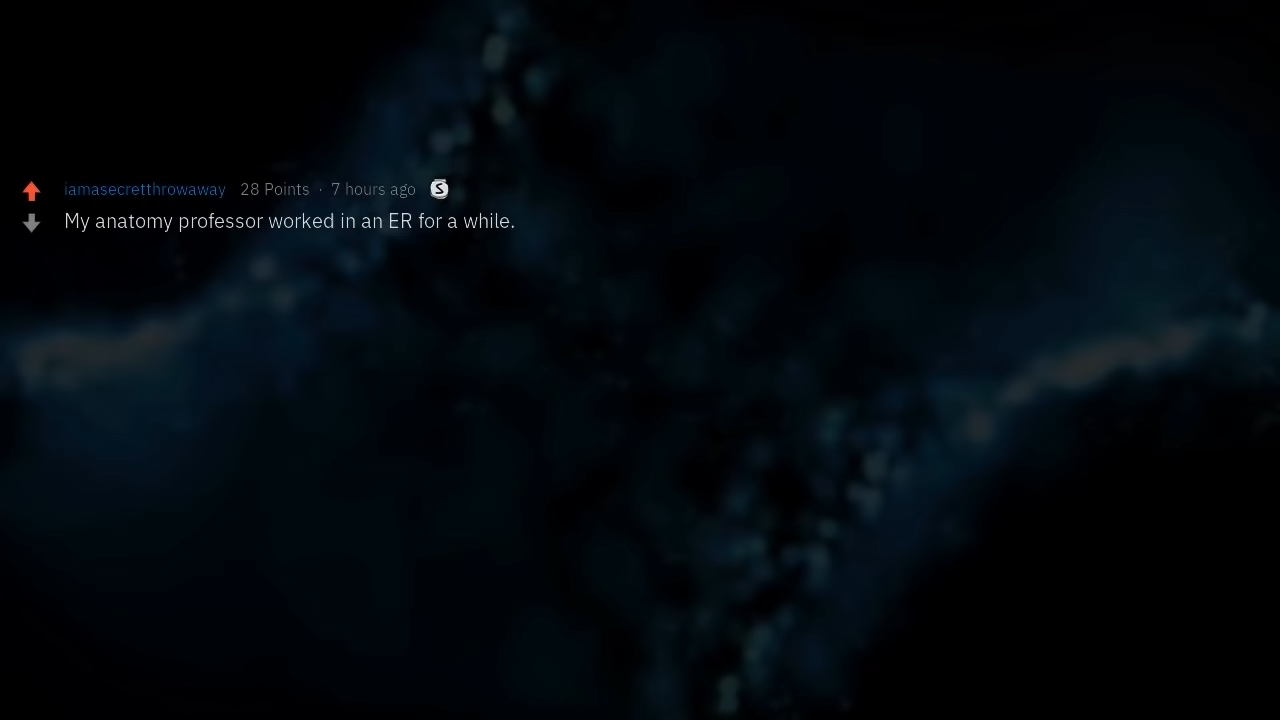 iamasecretthrowaway 28 Points · 7 hours ago
My anatomy professor worked in an ER for a while.